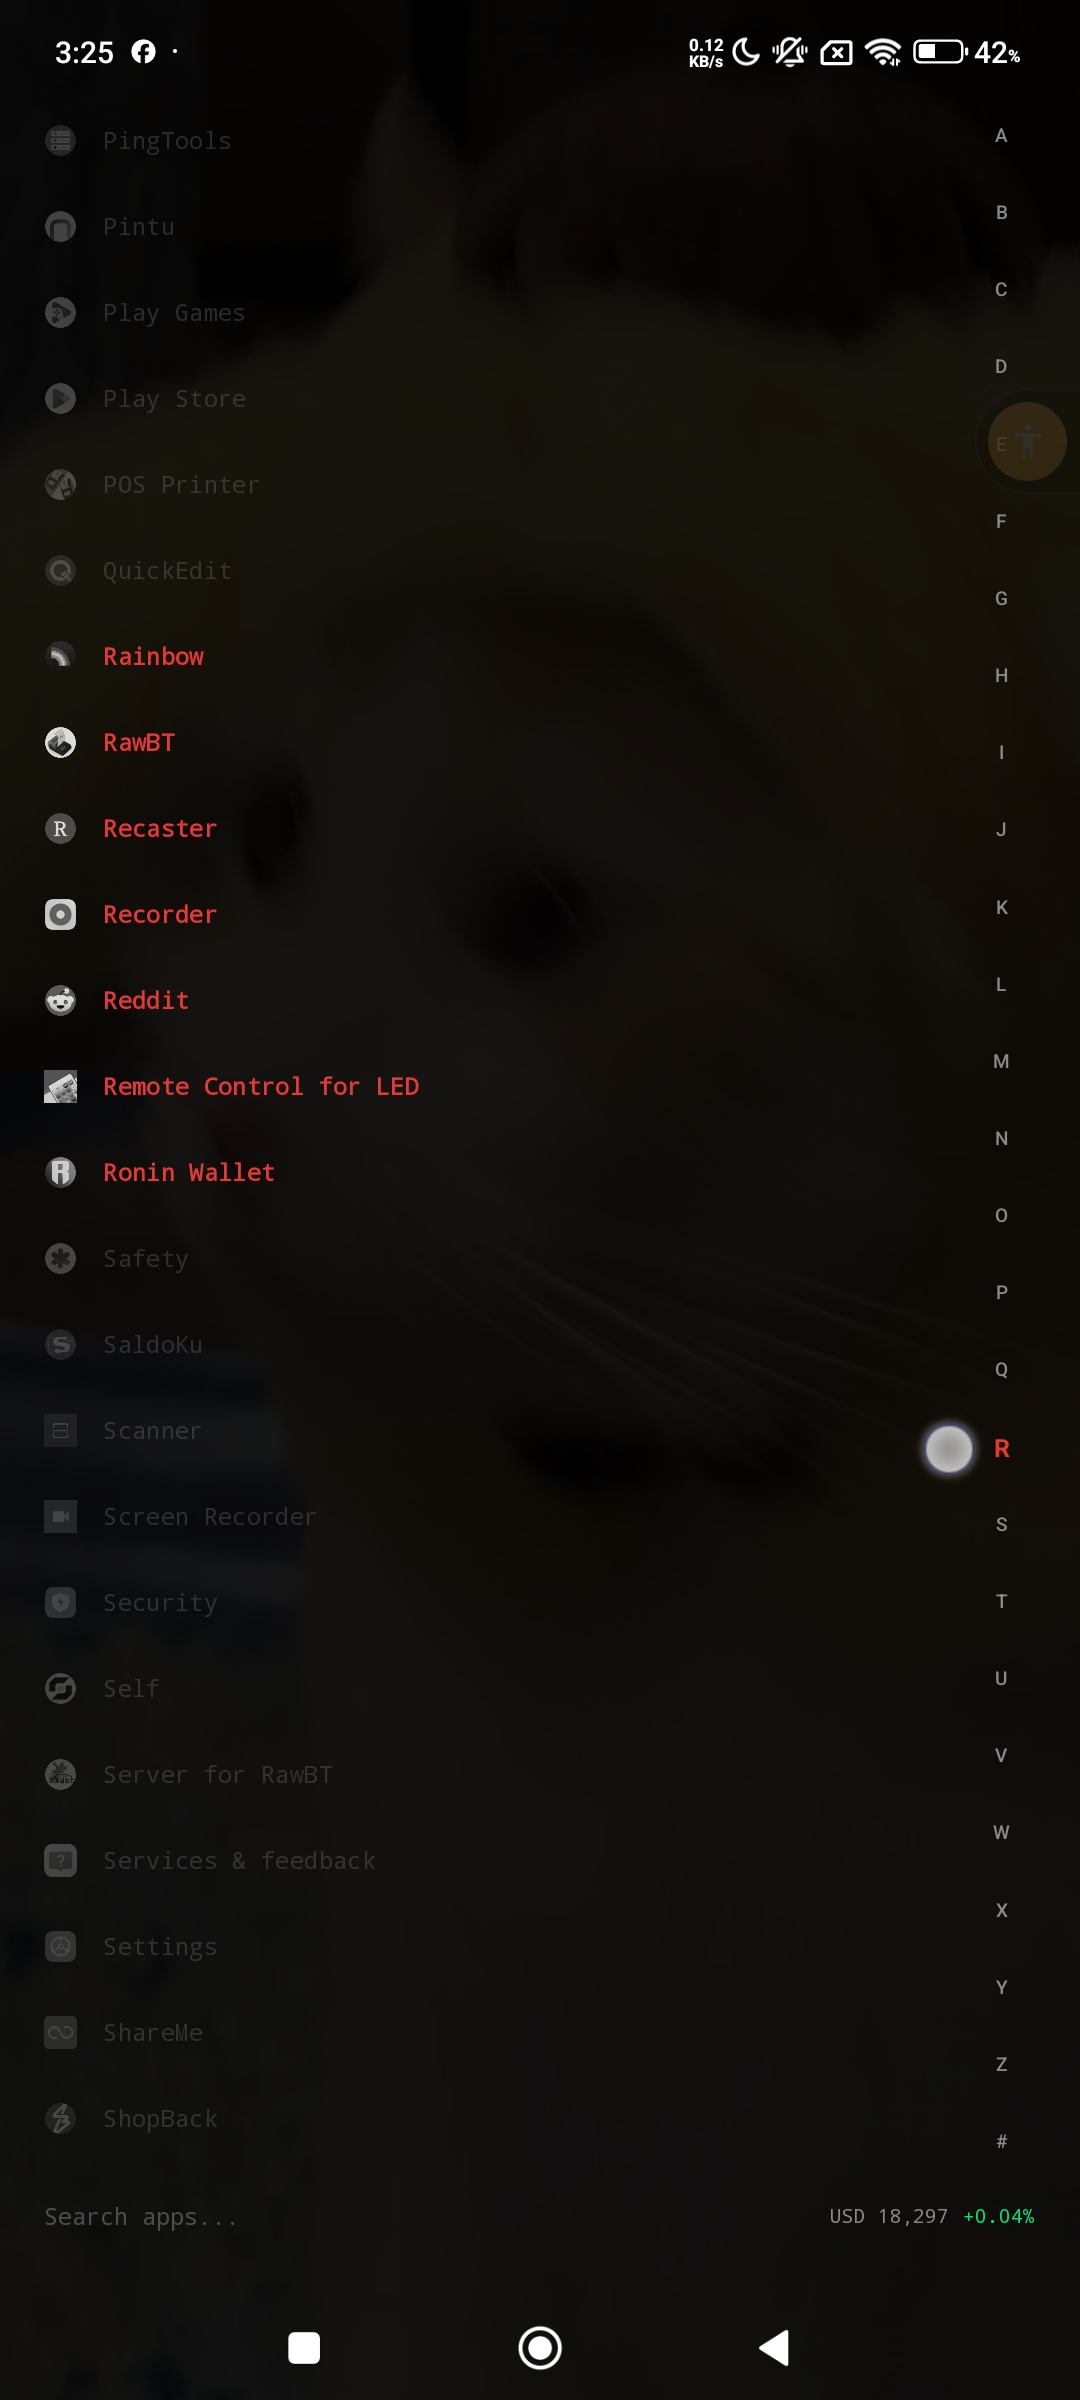 3:25
0.12
KB/s
42%
PingTools
Pintu
Play Games
Play Store
POS Printer
QuickEdit
Rainbow
RawBT
R
Recaster
Recorder
Reddit
Remote Control for LED
Ronin Wallet
Safety
SaldoKu
Scanner
Screen Recorder
Security
Self
Server for RawBT
Services & feedback
Settings
ShareMe
ShopBack
A
B
C
D
E
F
G
H
I
J
K
L
M
N
O
P
Q
R
S
T
U
V
W
X
Y
Z
#
Search apps...
USD 18,297 +0.04%